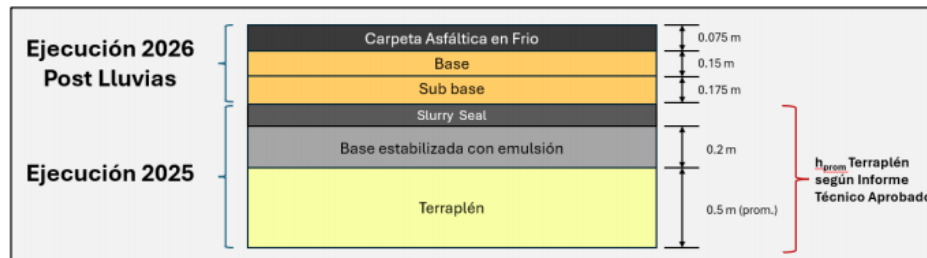 Ejecución 2026
Post Lluvias
Carpeta Asfáltica en Frio
0.075 m
Base
0.15 m
Sub base
0.175 m
Slurry Seal
Ejecución 2025
Base estabilizada con emulsión
0.2 m
Terraplén
0.5 m (prom.)
hprom Terraplén
según Informe
Técnico Aprobado